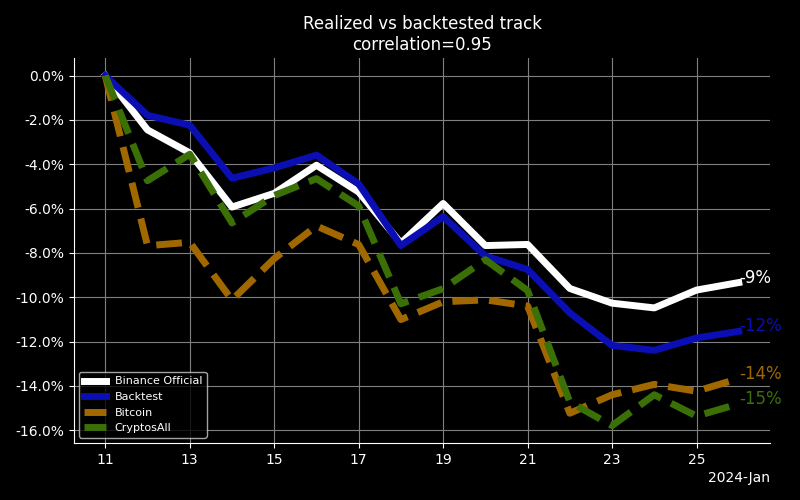 Realized vs backtested track
correlation=0.95
0.0%
-2.0%
-4.0%
-6.0%
-8.0%
-10.0%
-12.0%
-14.0%
-16.0%
-9%
-12%
-14%
-15%
Binance Official
Backtest
Bitcoin
CryptosAll
11 13 15 17 19 21 23 25
2024-Jan